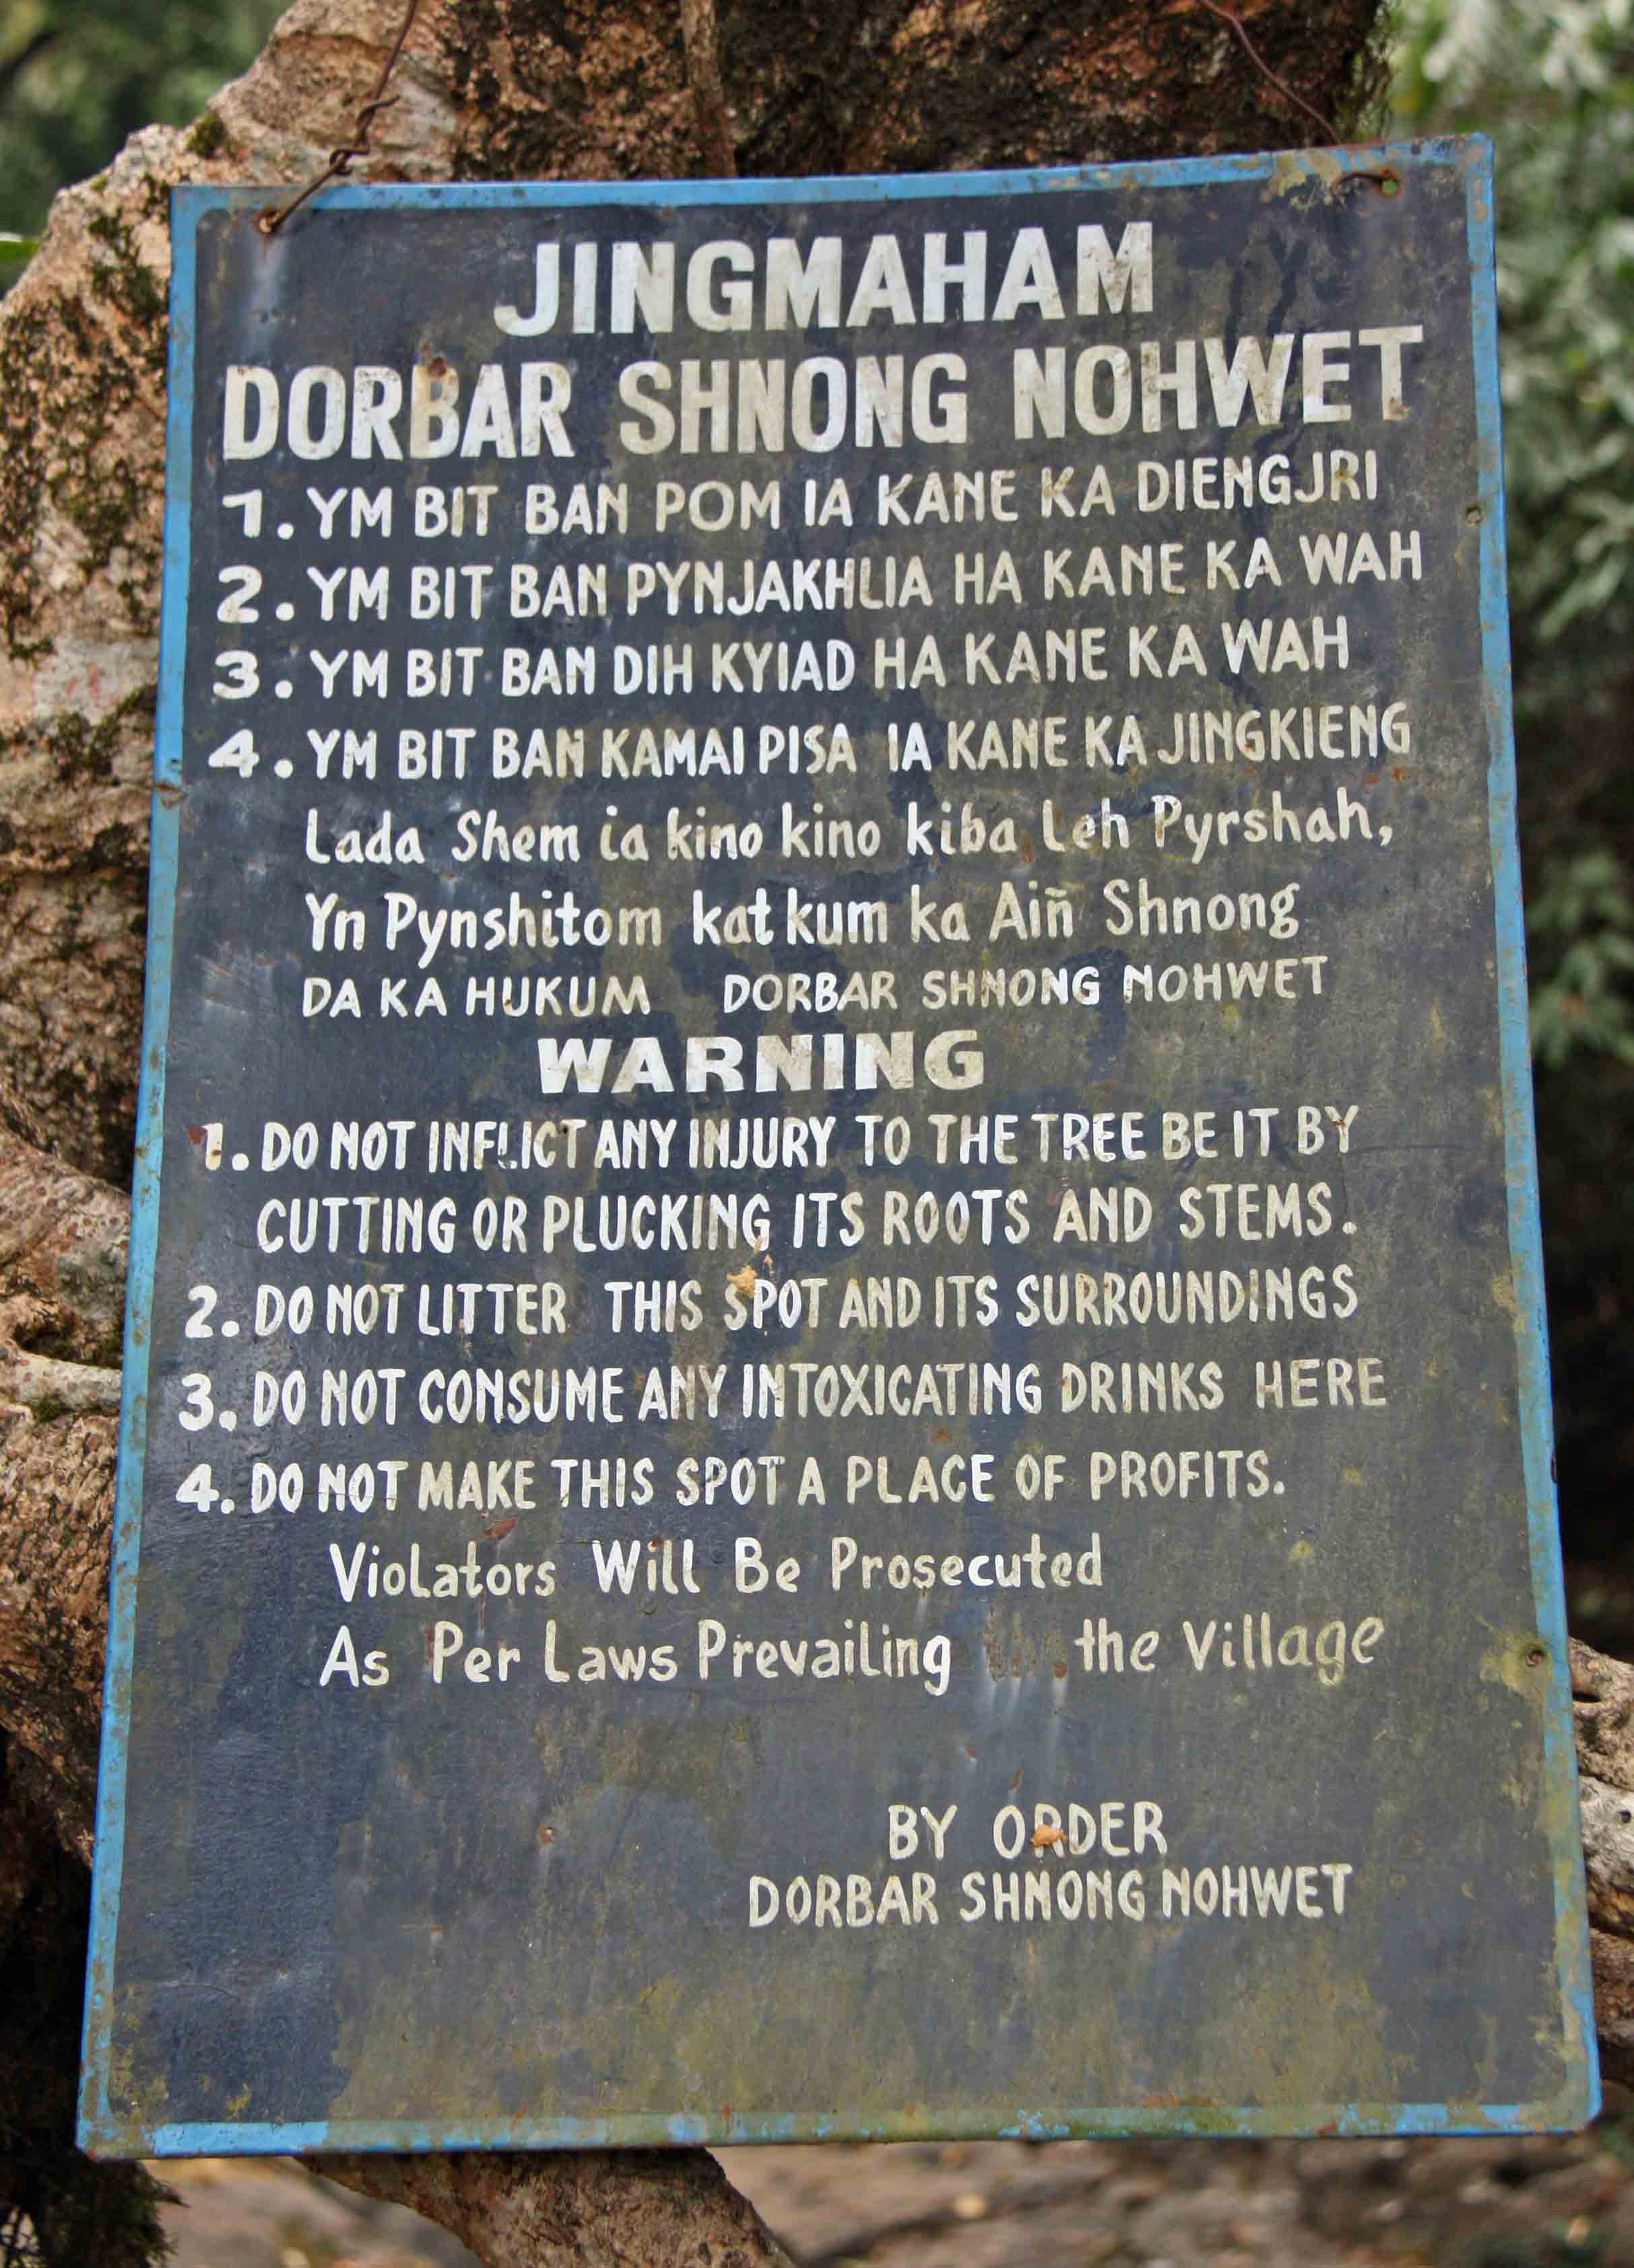 JINGMAHAM
DORBAR SHNONG NOHWET
1. YM BIT BAN POM IA KANE KA DIENGJRI
2. YM BIT BAN PYNJAKHLIA HA KANE KA WAH
3. YM BIT BAN DIH KYIAD HA KANE KA WAH
4. YM BIT BAN KAMAI PISA IA KANE KA JINGKIENG
Lada Shem ia kino kino kiba Leh Pyrshah,
Yn Pynshitom kat kum ka Aiñ Shnong
DA KA HUKUM DORBAR SHNONG NOHWET
WARNING
1. DO NOT INFLICT ANY INJURY TO THE TREE BE IT BY
CUTTING OR PLUCKING ITS ROOTS AND STEMS.
2. DO NOT LITTER THIS SPOT AND ITS SURROUNDINGS
3. DO NOT CONSUME ANY INTOXICATING DRINKS HERE
4. DO NOT MAKE THIS SPOT A PLACE OF PROFITS.
Violators Will Be Prosecuted
As Per Laws Prevailing the Village
BY ORDER
DORBAR SHNONG NOHWET